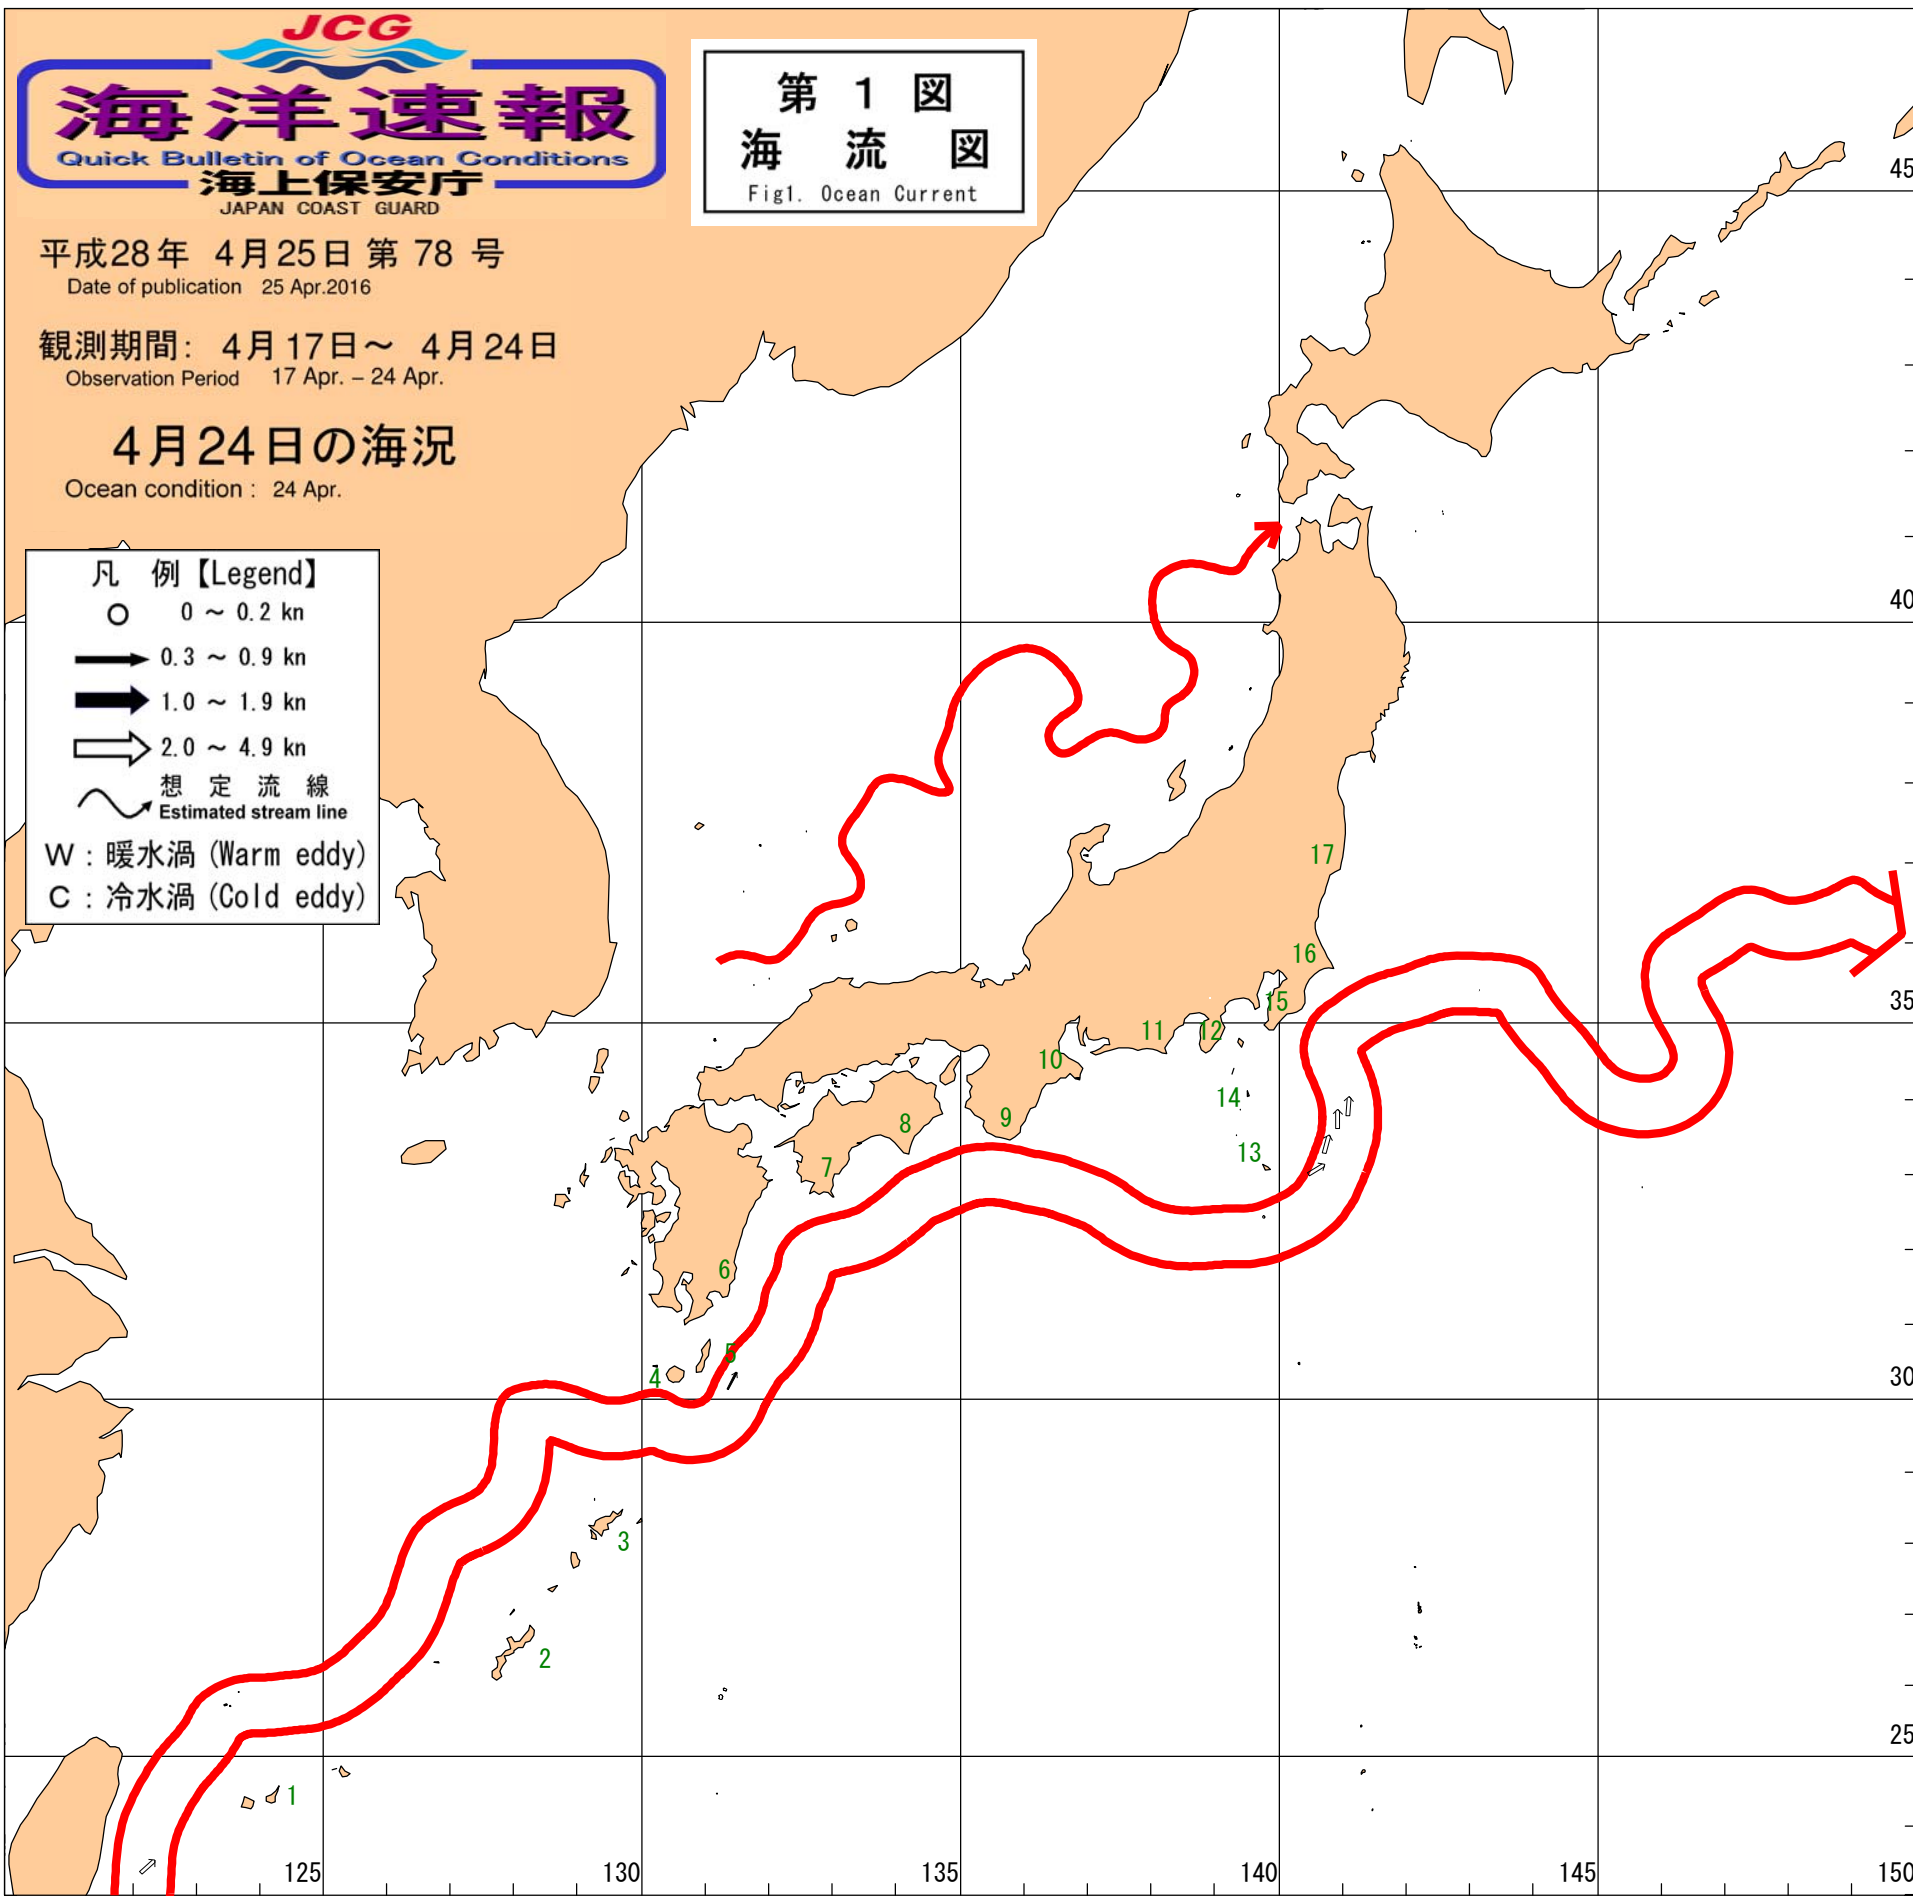 JCG
海洋速報
Quick Bulletin of Ocean Conditions
海上保安庁
JAPAN COAST GUARD
第 1 図
海 流 図
Fig1. Ocean Current
平成28年 4月25日 第 78 号
Date of publication 25 Apr.2016
観測期間: 4月17日～ 4月24日
Observation Period 17 Apr. – 24 Apr.
4月24日の海況
Ocean condition : 24 Apr.
凡 例【Legend】
0 ～ 0.2 kn
0.3 ～ 0.9 kn
1.0 ～ 1.9 kn
2.0 ～ 4.9 kn
想 定 流 線
Estimated stream line
W : 暖水渦 (Warm eddy)
C : 冷水渦 (Cold eddy)
45
40
17
16
35
15
11
12
10
14
8
9
13
7
6
5
4
30
3
2
25
1
125
130
135
140
145
150